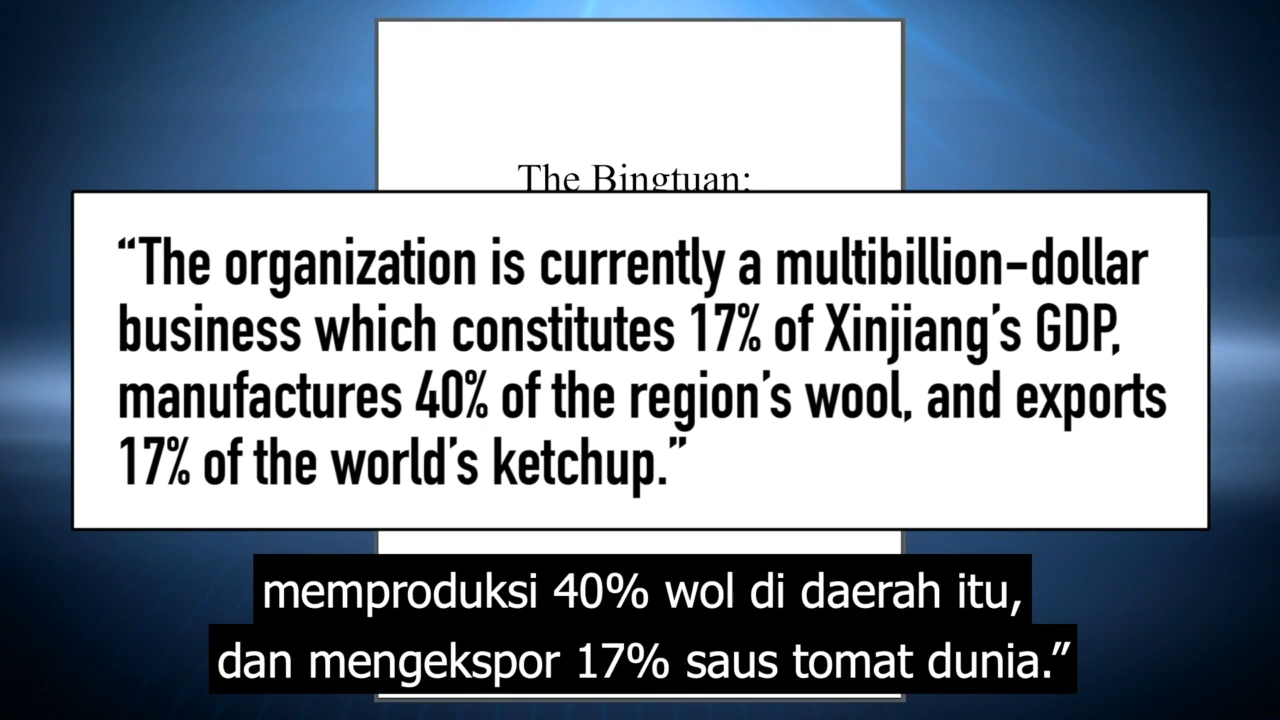 The Bingtuan:
“The organization is currently a multibillion-dollar
business which constitutes 17% of Xinjiang’s GDP,
manufactures 40% of the region’s wool, and exports
17% of the world’s ketchup.”
memproduksi 40% wol di daerah itu,
dan mengekspor 17% saus tomat dunia.”